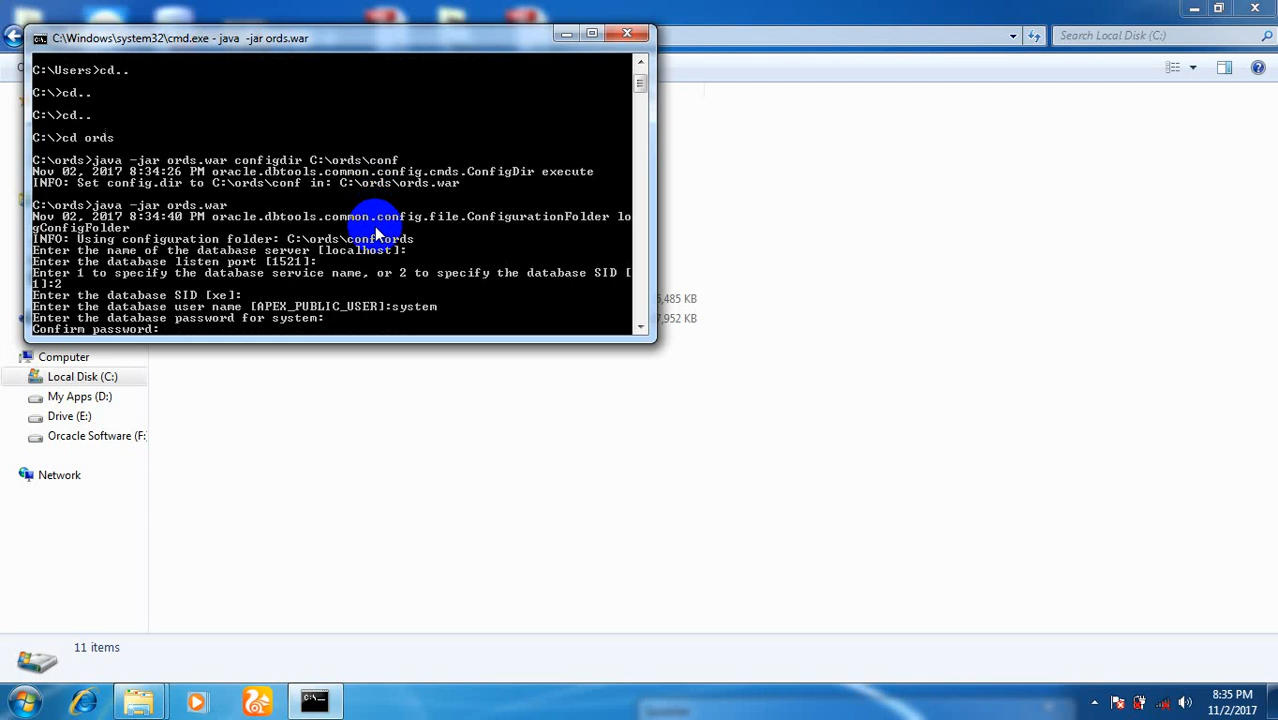 C:\Windows\system32\cmd.exe - java -jar ords.war
Search Local Disk (C:)
C:\Users>cd..
C:\>cd..
C:\>cd..
C:\>cd ords
C:\ords>java -jar ords.war configdir C:\ords\conf
Nov 02, 2017 8:34:26 PM oracle.dbtools.common.config.cmds.ConfigDir execute
INFO: Set config.dir to C:\ords\conf in: C:\ords\ords.war
C:\ords>java -jar ords.war
Nov 02, 2017 8:34:40 PM oracle.dbtools.common.config.file.ConfigurationFolder lo
gConfigFolder
INFO: Using configuration folder: C:\ords\conf\ords
Enter the name of the database server [localhost]:
Enter the database listen port [1521]:
Enter 1 to specify the database service name, or 2 to specify the database SID [
1]:2
Enter the database SID [xe]:
Enter the database user name [APEX_PUBLIC_USER]:system
Enter the database password for system:
Confirm password:
,485 KB
,952 KB
Computer
Local Disk (C:)
My Apps (D:)
Drive (E:)
Orcacle Software (F:
Network
11 items
C:\.
8:35 PM
11/2/2017